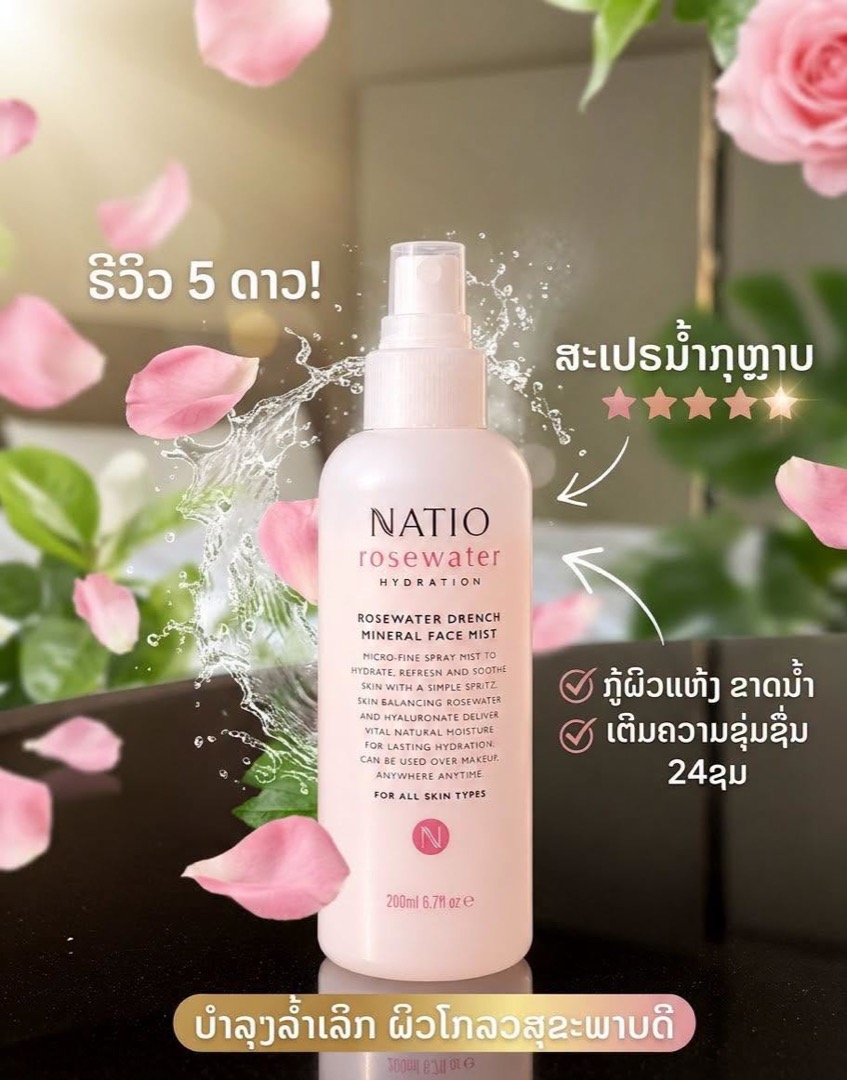 ຣີວິວ 5 ດາວ!
ສະເປຣນ້ຳກຸຫຼາບ
NATIO
rosewater
HYDRATION
ROSEWATER DRENCH
MINERAL FACE MIST
MICRO-FINE SPRAY MIST TO
HYDRATE, REFRESH AND SOOTHE
SKIN WITH A SIMPLE SPRITZ.
SKIN BALANCING ROSEWATER
AND HYALURONATE DELIVER
VITAL NATURAL MOISTURE
FOR LASTING HYDRATION.
CAN BE USED OVER MAKEUP,
ANYWHERE ANYTIME.
FOR ALL SKIN TYPES
N
200ml 6.7fl oz e
ກູ້ຜິວແຫ້ງ ຂາດນ້ຳ
ເຕີມຄວາມຊຸ່ມຊຶ່ນ
24ຊມ
ບຳລຸງລ້ຳເລິກ ຜິວໂກລວສຸຂະພາບດີ